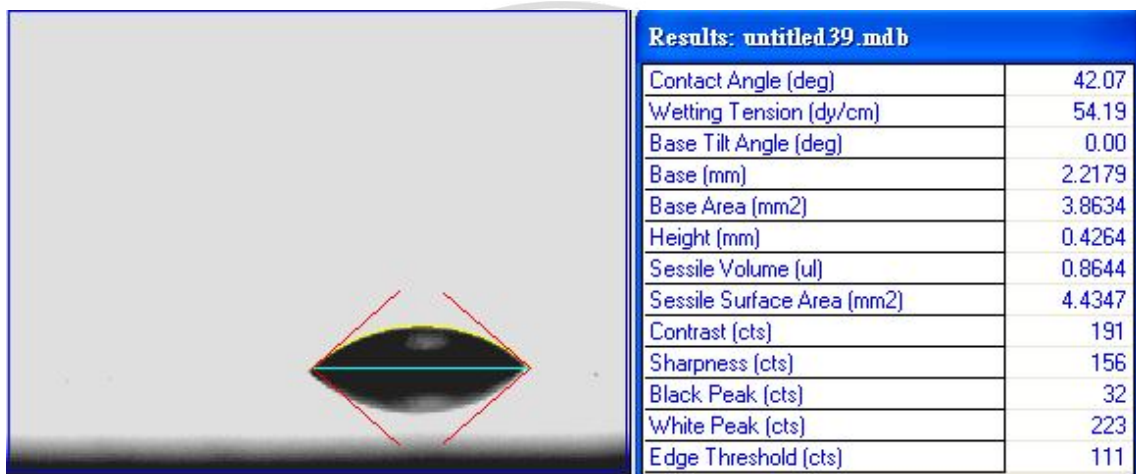 Results: untitled39.mdb
Contact Angle (deg) 42.07
Wetting Tension (dy/cm) 54.19
Base Tilt Angle (deg) 0.00
Base (mm) 2.2179
Base Area (mm2) 3.8634
Height (mm) 0.4264
Sessile Volume (ul) 0.8644
Sessile Surface Area (mm2) 4.4347
Contrast (cts) 191
Sharpness (cts) 156
Black Peak (cts) 32
White Peak (cts) 223
Edge Threshold (cts) 111